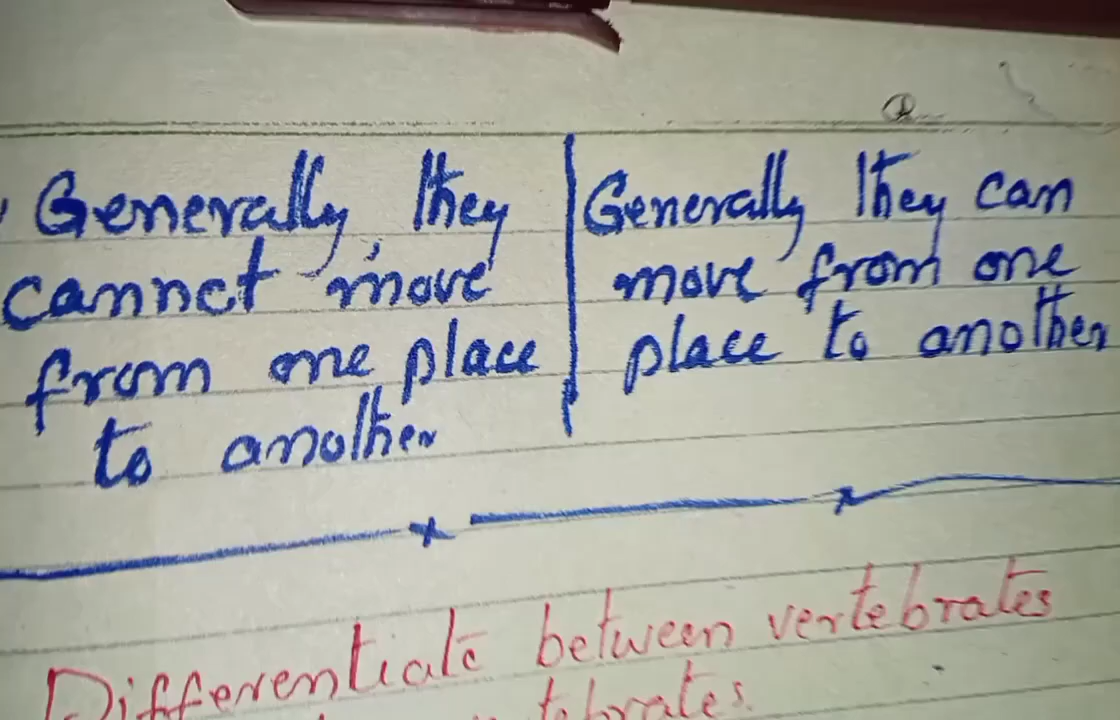 Generally, they
cannot move
from one place
to another
Generally they can
move from one
place to another
Differentiate between vertebrates
tebrates.